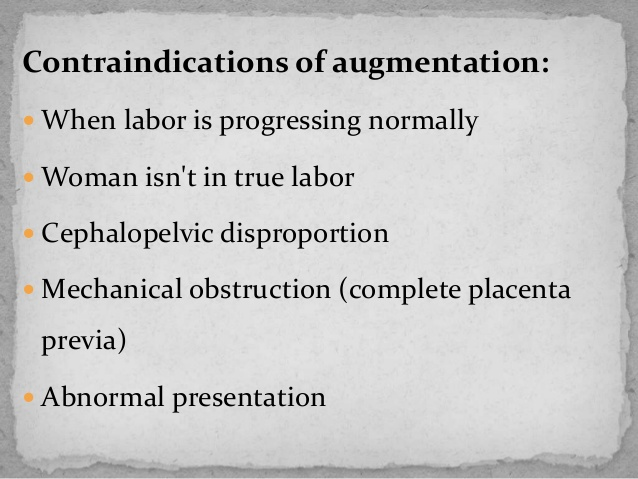 Contraindications of augmentation:
• When labor is progressing normally
• Woman isn't in true labor
• Cephalopelvic disproportion
• Mechanical obstruction (complete placenta
previa)
• Abnormal presentation